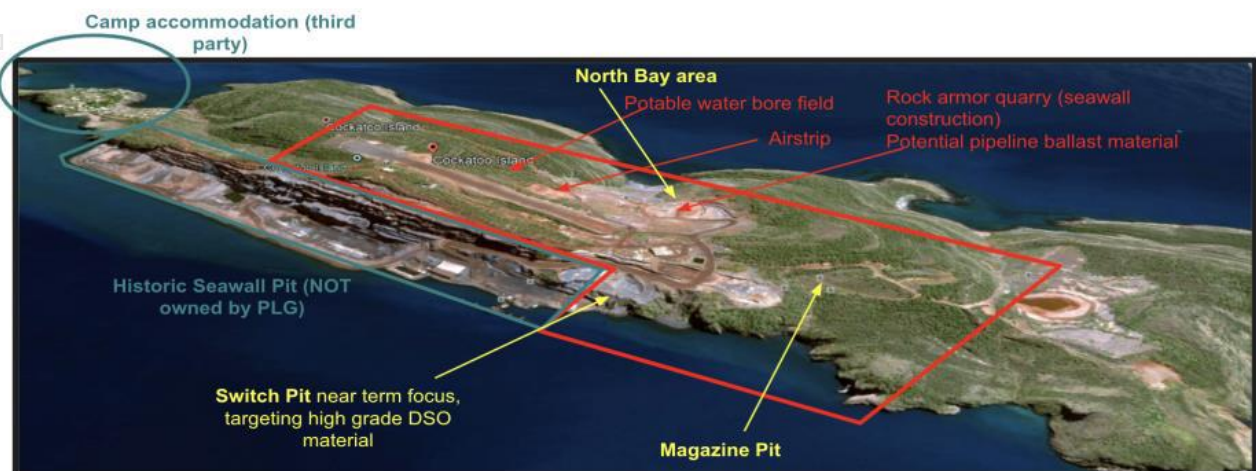 Camp accommodation (third
party)
North Bay area
Potable water bore field
Rock armor quarry (seawall
construction)
Potential pipeline ballast material
Airstrip
Cockatoo Island
Cockatoo Island
Historic Seawall Pit (NOT
owned by PLG)
Switch Pit near term focus,
targeting high grade DSO
material
Magazine Pit